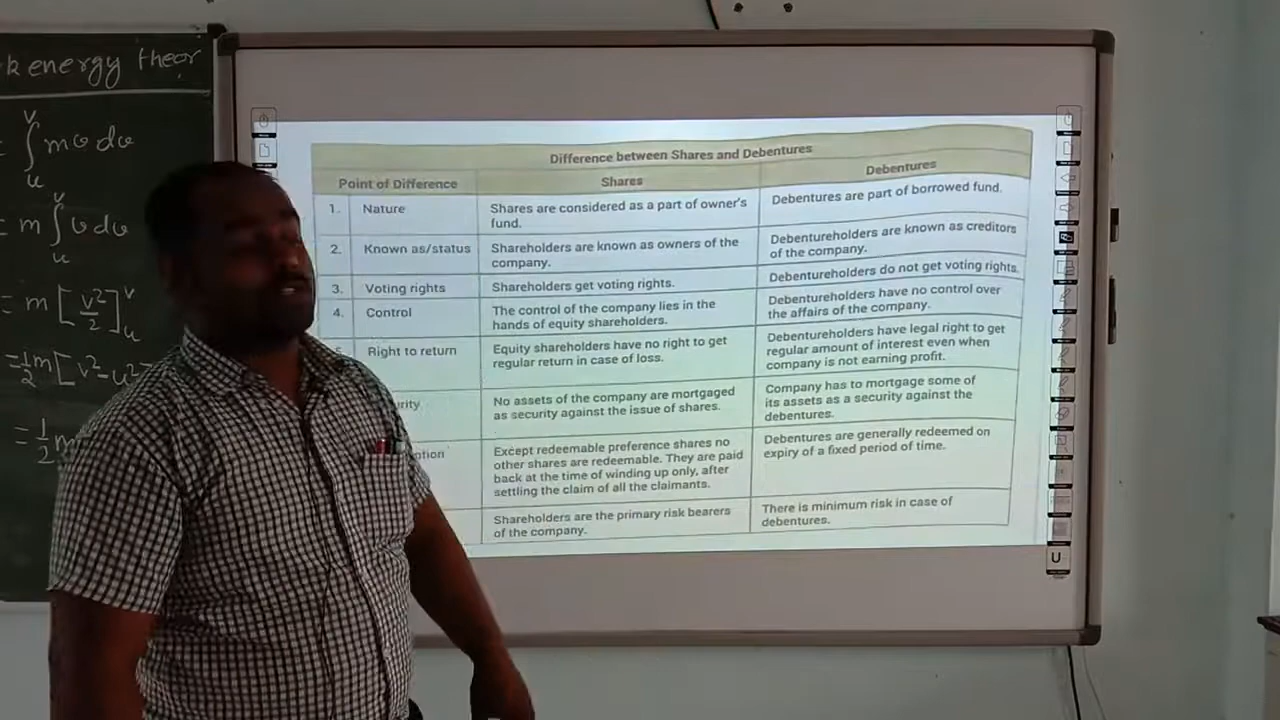 k energy theor
= ∫ mv dv
v
u
= m ∫ v dv
v
u
= m [v²/2]
v
u
= 1/2 m [v² - u²
= 1/2 m
Difference between Shares and Debentures
Point of Difference Shares Debentures
1. Nature
Shares are considered as a part of owner's
fund.
Debentures are part of borrowed fund.
2. Known as/status
Shareholders are known as owners of the
company.
Debentureholders are known as creditors
of the company.
3. Voting rights
Shareholders get voting rights.
Debentureholders do not get voting rights.
4. Control
The control of the company lies in the
hands of equity shareholders.
Debentureholders have no control over
the affairs of the company.
Right to return
Equity shareholders have no right to get
regular return in case of loss.
Debentureholders have legal right to get
regular amount of interest even when
company is not earning profit.
urity
No assets of the company are mortgaged
as security against the issue of shares.
Company has to mortgage some of
its assets as a security against the
debentures.
ption
Except redeemable preference shares no
other shares are redeemable. They are paid
back at the time of winding up only, after
settling the claim of all the claimants.
Debentures are generally redeemed on
expiry of a fixed period of time.
Shareholders are the primary risk bearers
of the company.
There is minimum risk in case of
debentures.
U